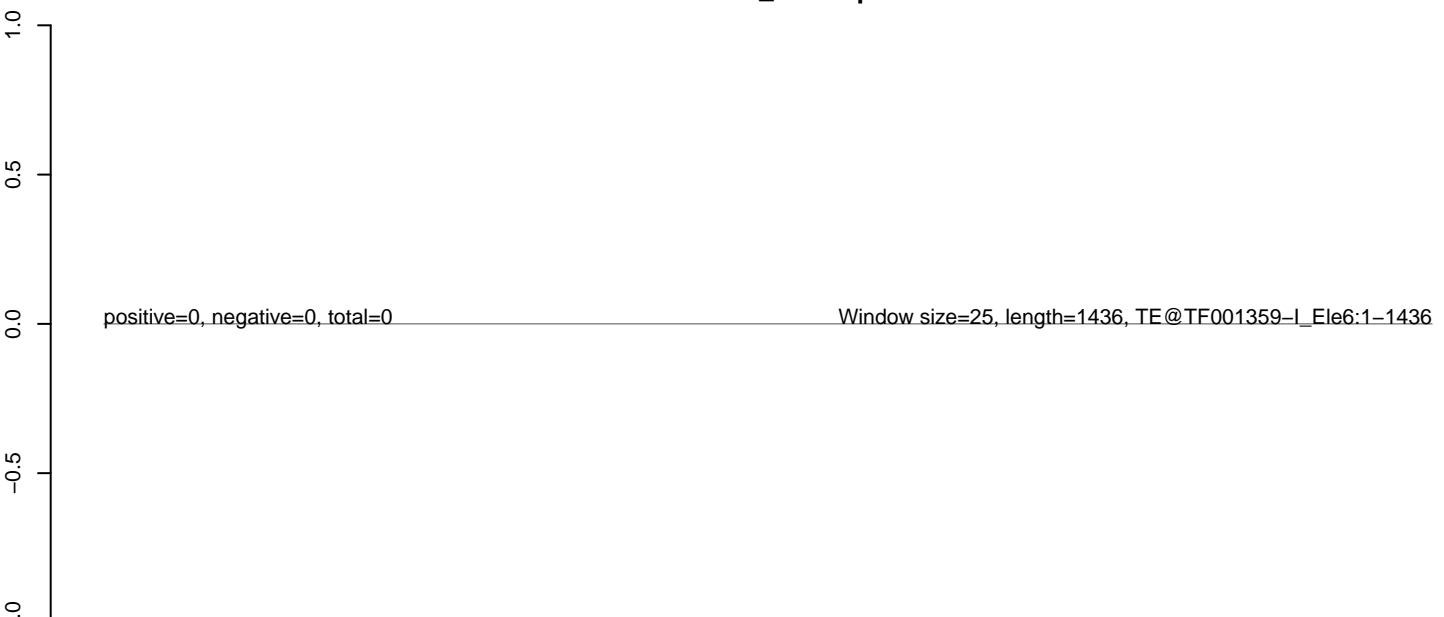 1.0
0.5
0.0
positive=0, negative=0, total=0
Window size=25, length=1436, TE@TF001359−I_Ele6:1−1436
−0.5